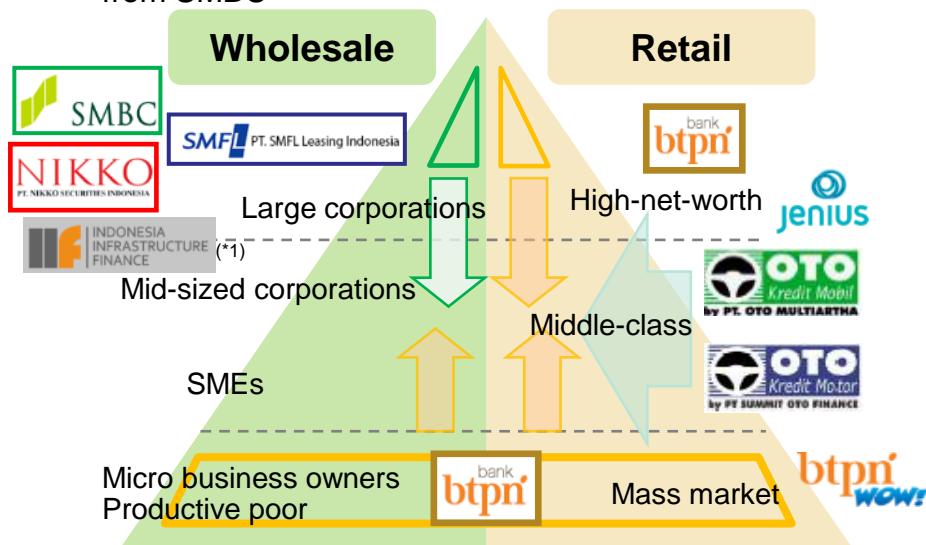 from SMBC
Wholesale
Retail
SMBC
SMFL PT. SMFL Leasing Indonesia
NIKKO
PT. NIKKO SECURITIES INDONESIA
bank
btpn
Large corporations
High-net-worth
jenius
INDONESIA
INFRASTRUCTURE
FINANCE
(*1)
Mid-sized corporations
OTO
Kredit Mobil
by PT. OTO MULTIARTHA
Middle-class
OTO
Kredit Motor
by PT SUMMIT OTO FINANCE
SMEs
Micro business owners
Productive poor
bank
btpn
Mass market
btpn
WOW!